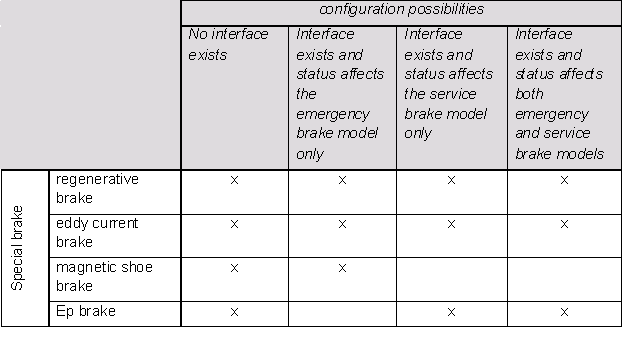 configuration possibilities
No interface
exists
Interface
exists and
status affects
the
emergency
brake model
only
Interface
exists and
status affects
the service
brake model
only
Interface
exists and
status affects
both
emergency
and service
brake models
Special brake
regenerative
brake
x
x
x
x
eddy current
brake
x
x
x
x
magnetic shoe
brake
x
x
Ep brake
x
x
x